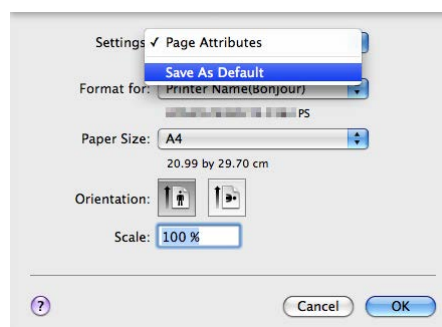 Settings ✓ Page Attributes
Save As Default
Format for: Printer Name(Bonjour)
PS
Paper Size: A4
20.99 by 29.70 cm
Orientation:
Scale: 100 %
? Cancel OK